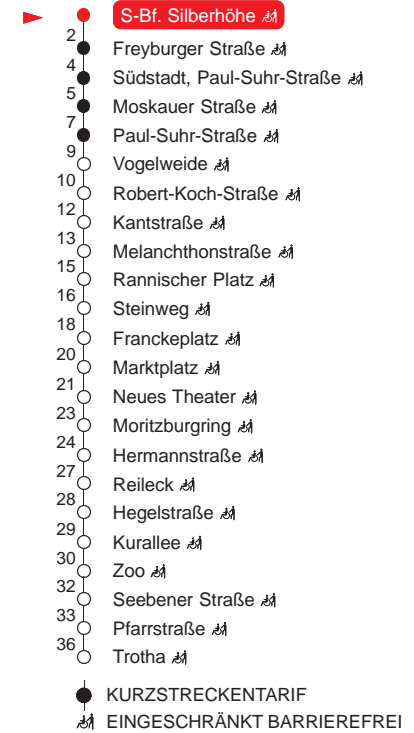 S-Bf. Silberhöhe
2
Freyburger Straße
4
Südstadt, Paul-Suhr-Straße
5
Moskauer Straße
7
Paul-Suhr-Straße
9
Vogelweide
10
Robert-Koch-Straße
12
Kantstraße
13
Melanchthonstraße
15
Rannischer Platz
16
Steinweg
18
Franckeplatz
20
Marktplatz
21
Neues Theater
23
Moritzburgring
24
Hermannstraße
27
Reileck
28
Hegelstraße
29
Kurallee
30
Zoo
32
Seebener Straße
33
Pfarrstraße
36
Trotha
KURZSTRECKENTARIF
EINGESCHRÄNKT BARRIEREFREI